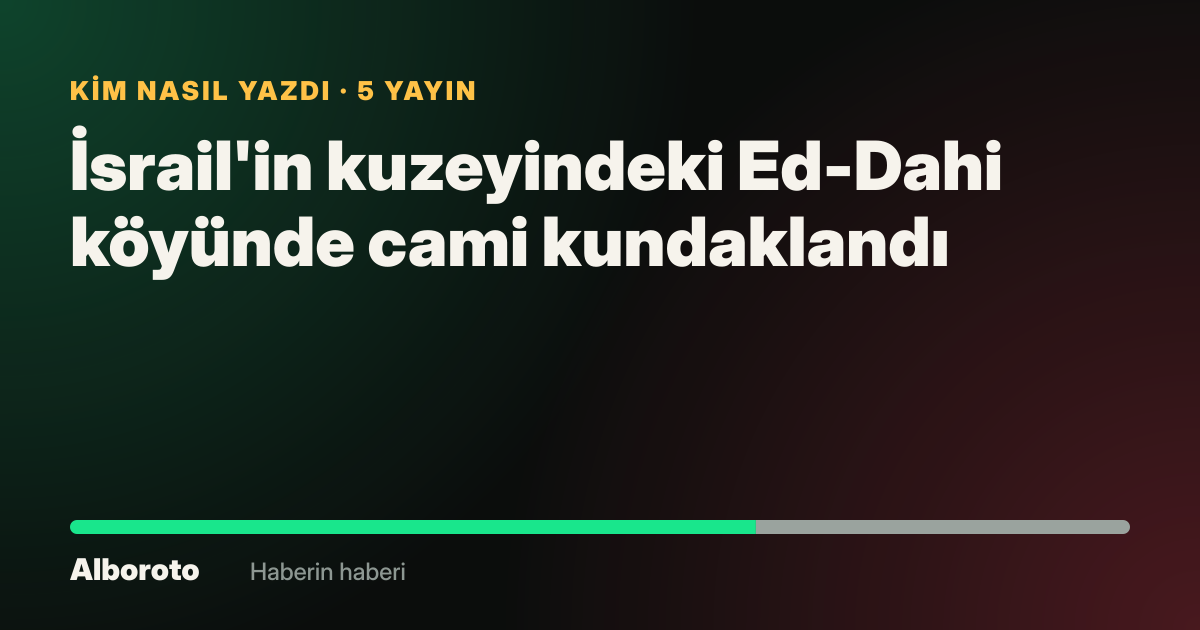 KİM NASIL YAZDI · 5 YAYIN
İsrail'in kuzeyindeki Ed-Dahi
köyünde cami kundaklandı
Alboroto
Haberin haberi